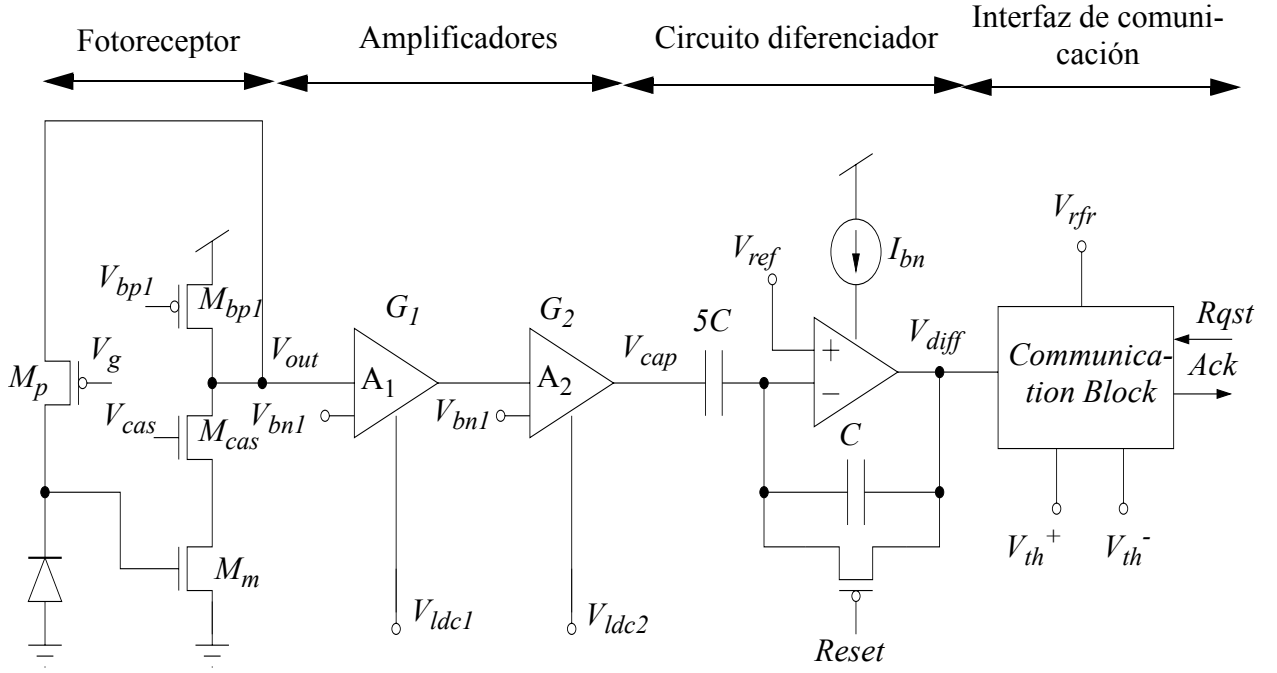 Fotoreceptor
Amplificadores
Circuito diferenciador
Interfaz de comuni-
cación
V_bp1
M_bp1
V_g
M_p
V_cas
M_cas
M_m
V_out
G_1
A_1
V_bn1
V_ldc1
G_2
A_2
V_bn1
V_ldc2
V_cap
5C
V_ref
I_bn
+
−
C
Reset
V_diff
V_rfr
Communica-
tion Block
Rqst
Ack
V_th^+
V_th^-